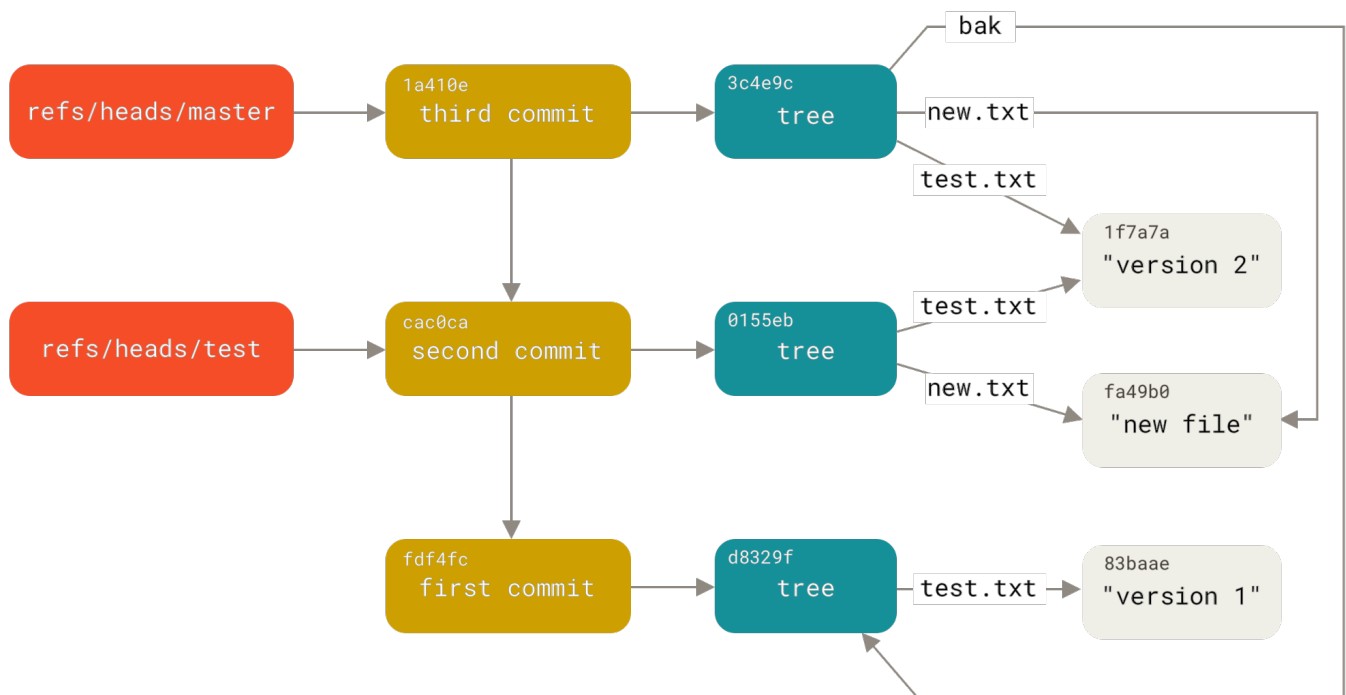 bak
refs/heads/master
1a410e
third commit
3c4e9c
tree
new.txt
test.txt
1f7a7a
"version 2"
refs/heads/test
cac0ca
second commit
0155eb
tree
test.txt
new.txt
fa49b0
"new file"
fdf4fc
first commit
d8329f
tree
test.txt
83baae
"version 1"